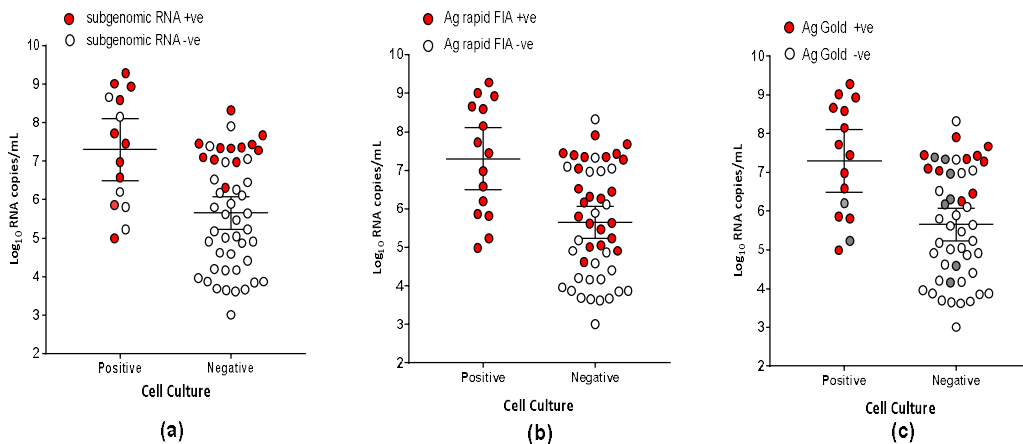 subgenomic RNA +ve
subgenomic RNA -ve
10
9
8
7
6
5
4
3
2
Log10 RNA copies/mL
Positive
Negative
Cell Culture
(a)
Ag rapid FIA +ve
Ag rapid FIA -ve
10
9
8
7
6
5
4
3
2
Log10 RNA copies/mL
Positive
Negative
Cell Culture
(b)
Ag Gold +ve
Ag Gold -ve
10
9
8
7
6
5
4
3
2
Log10 RNA copies/mL
Positive
Negative
Cell Culture
(c)